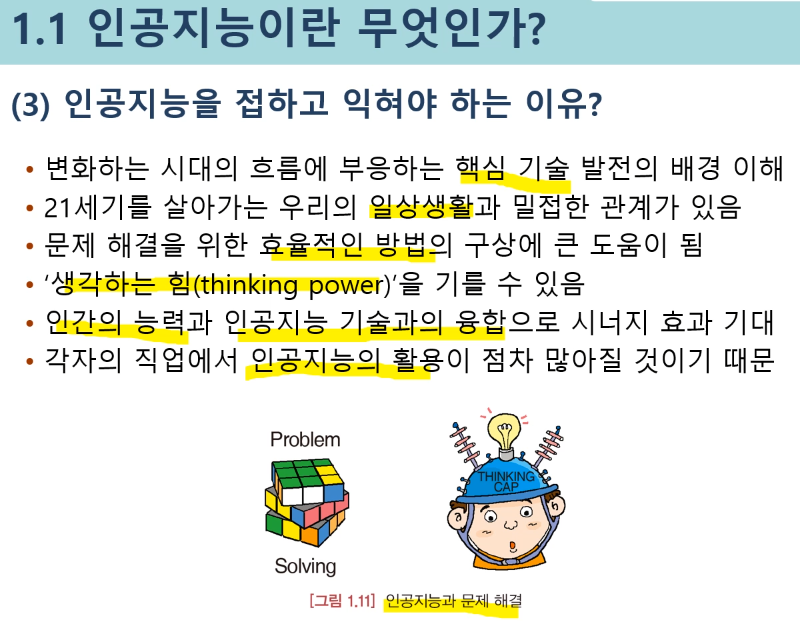 1.1 인공지능이란 무엇인가?
(3) 인공지능을 접하고 익혀야 하는 이유?
• 변화하는 시대의 흐름에 부응하는 핵심 기술 발전의 배경 이해
• 21세기를 살아가는 우리의 일상생활과 밀접한 관계가 있음
• 문제 해결을 위한 효율적인 방법의 구상에 큰 도움이 됨
• ‘생각하는 힘(thinking power)’을 기를 수 있음
• 인간의 능력과 인공지능 기술과의 융합으로 시너지 효과 기대
• 각자의 직업에서 인공지능의 활용이 점차 많아질 것이기 때문
Problem
Solving
THINKING
CAP
[그림 1.11] 인공지능과 문제 해결